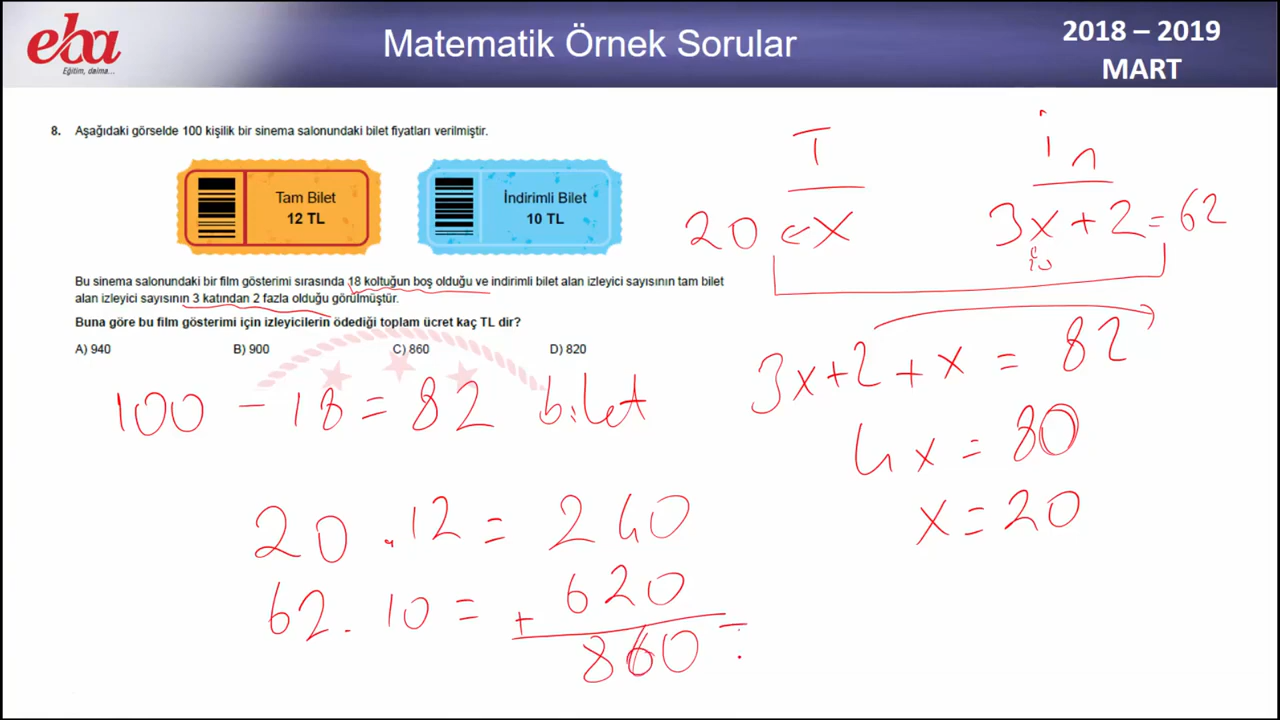 eba
Eğitim, daima...
Matematik Örnek Sorular
2018 – 2019
MART
8. Aşağıdaki görselde 100 kişilik bir sinema salonundaki bilet fiyatları verilmiştir.
Tam Bilet
12 TL
İndirimli Bilet
10 TL
Bu sinema salonundaki bir film gösterimi sırasında 18 koltuğun boş olduğu ve indirimli bilet alan izleyici sayısının tam bilet
alan izleyici sayısının 3 katından 2 fazla olduğu görülmüştür.
Buna göre bu film gösterimi için izleyicilerin ödediği toplam ücret kaç TL dir?
A) 940 B) 900 C) 860 D) 820
100 - 18 = 82 bilet
20 . 12 = 240
62 . 10 = + 620
860
T
in
20 ← x
3x + 2 = 62
3x + 2 + x = 82
4x = 80
x = 20